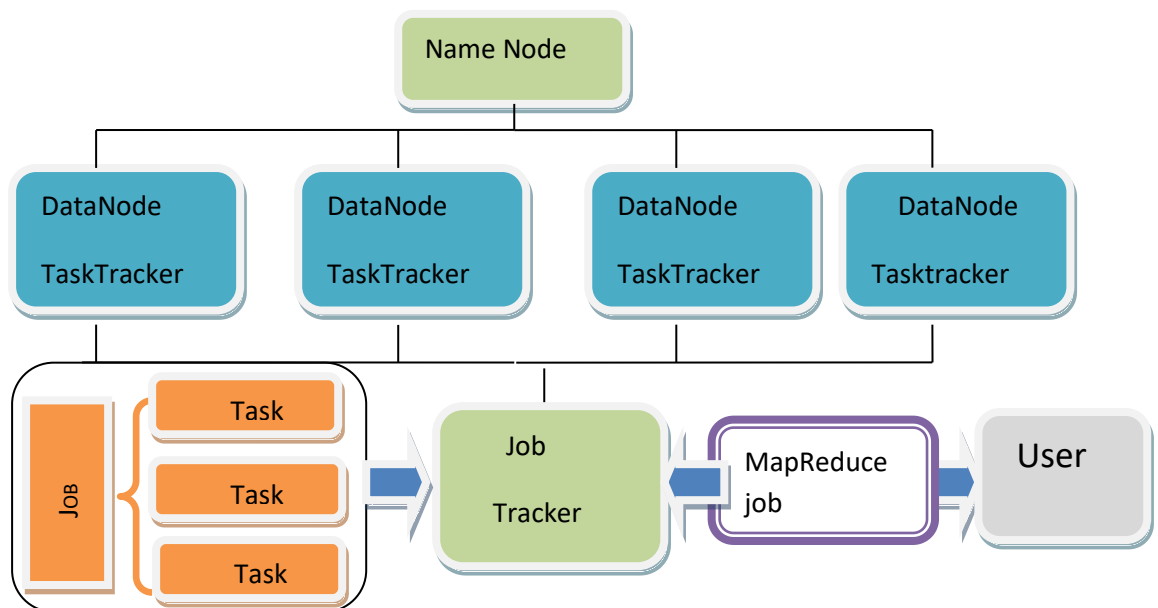 Name Node
DataNode
TaskTracker
DataNode
TaskTracker
DataNode
TaskTracker
DataNode
Tasktracker
JOB
Task
Task
Task
Job
Tracker
MapReduce
job
User